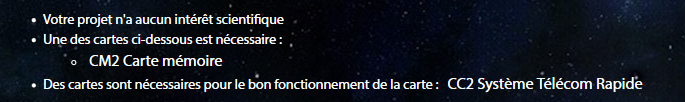 Votre projet n'a aucun intérêt scientifique
Une des cartes ci-dessous est nécessaire :
CM2 Carte mémoire
Des cartes sont nécessaires pour le bon fonctionnement de la carte : CC2 Système Télécom Rapide